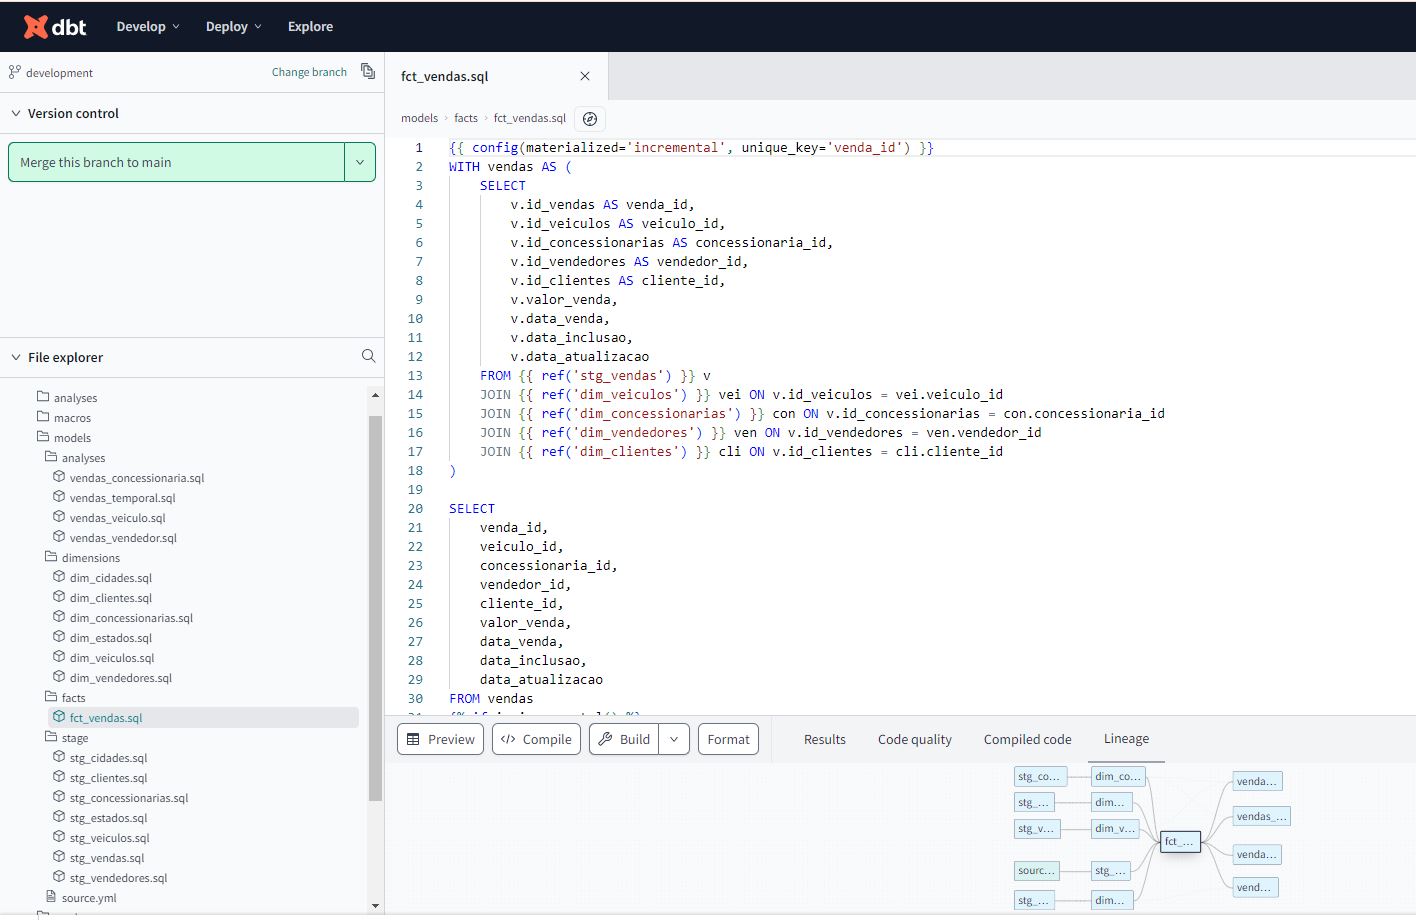 dbt
Develop
Deploy
Explore
development
Change branch
Version control
Merge this branch to main
File explorer
analyses
macros
models
analyses
vendas_concessionaria.sql
vendas_temporal.sql
vendas_veiculo.sql
vendas_vendedor.sql
dimensions
dim_cidades.sql
dim_clientes.sql
dim_concessionarias.sql
dim_estados.sql
dim_veiculos.sql
dim_vendedores.sql
facts
fct_vendas.sql
stage
stg_cidades.sql
stg_clientes.sql
stg_concessionarias.sql
stg_estados.sql
stg_veiculos.sql
stg_vendas.sql
stg_vendedores.sql
source.yml
fct_vendas.sql
models › facts › fct_vendas.sql
1 {{ config(materialized='incremental', unique_key='venda_id') }}
2 WITH vendas AS (
3 SELECT
4 v.id_vendas AS venda_id,
5 v.id_veiculos AS veiculo_id,
6 v.id_concessionarias AS concessionaria_id,
7 v.id_vendedores AS vendedor_id,
8 v.id_clientes AS cliente_id,
9 v.valor_venda,
10 v.data_venda,
11 v.data_inclusao,
12 v.data_atualizacao
13 FROM {{ ref('stg_vendas') }} v
14 JOIN {{ ref('dim_veiculos') }} vei ON v.id_veiculos = vei.veiculo_id
15 JOIN {{ ref('dim_concessionarias') }} con ON v.id_concessionarias = con.concessionaria_id
16 JOIN {{ ref('dim_vendedores') }} ven ON v.id_vendedores = ven.vendedor_id
17 JOIN {{ ref('dim_clientes') }} cli ON v.id_clientes = cli.cliente_id
18 )
19
20 SELECT
21 venda_id,
22 veiculo_id,
23 concessionaria_id,
24 vendedor_id,
25 cliente_id,
26 valor_venda,
27 data_venda,
28 data_inclusao,
29 data_atualizacao
30 FROM vendas
Preview
Compile
Build
Format
Results
Code quality
Compiled code
Lineage
stg_co...
dim_co...
venda...
stg_...
dim...
vendas_...
stg_v...
dim_v...
fct_...
venda...
sourc...
stg_...
vend...
stg_...
dim...